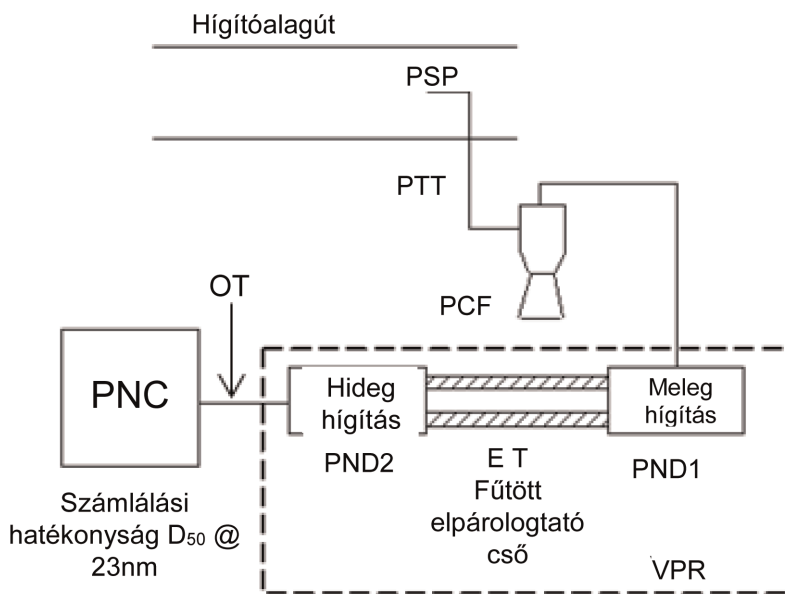 Hígítóalagút
PSP
PTT
PCF
OT
PNC
Hideg
hígítás
Meleg
hígítás
PND2
E T
PND1
Fűtött
elpárologtató
cső
Számlálási
hatékonyság D₅₀ @
23nm
VPR